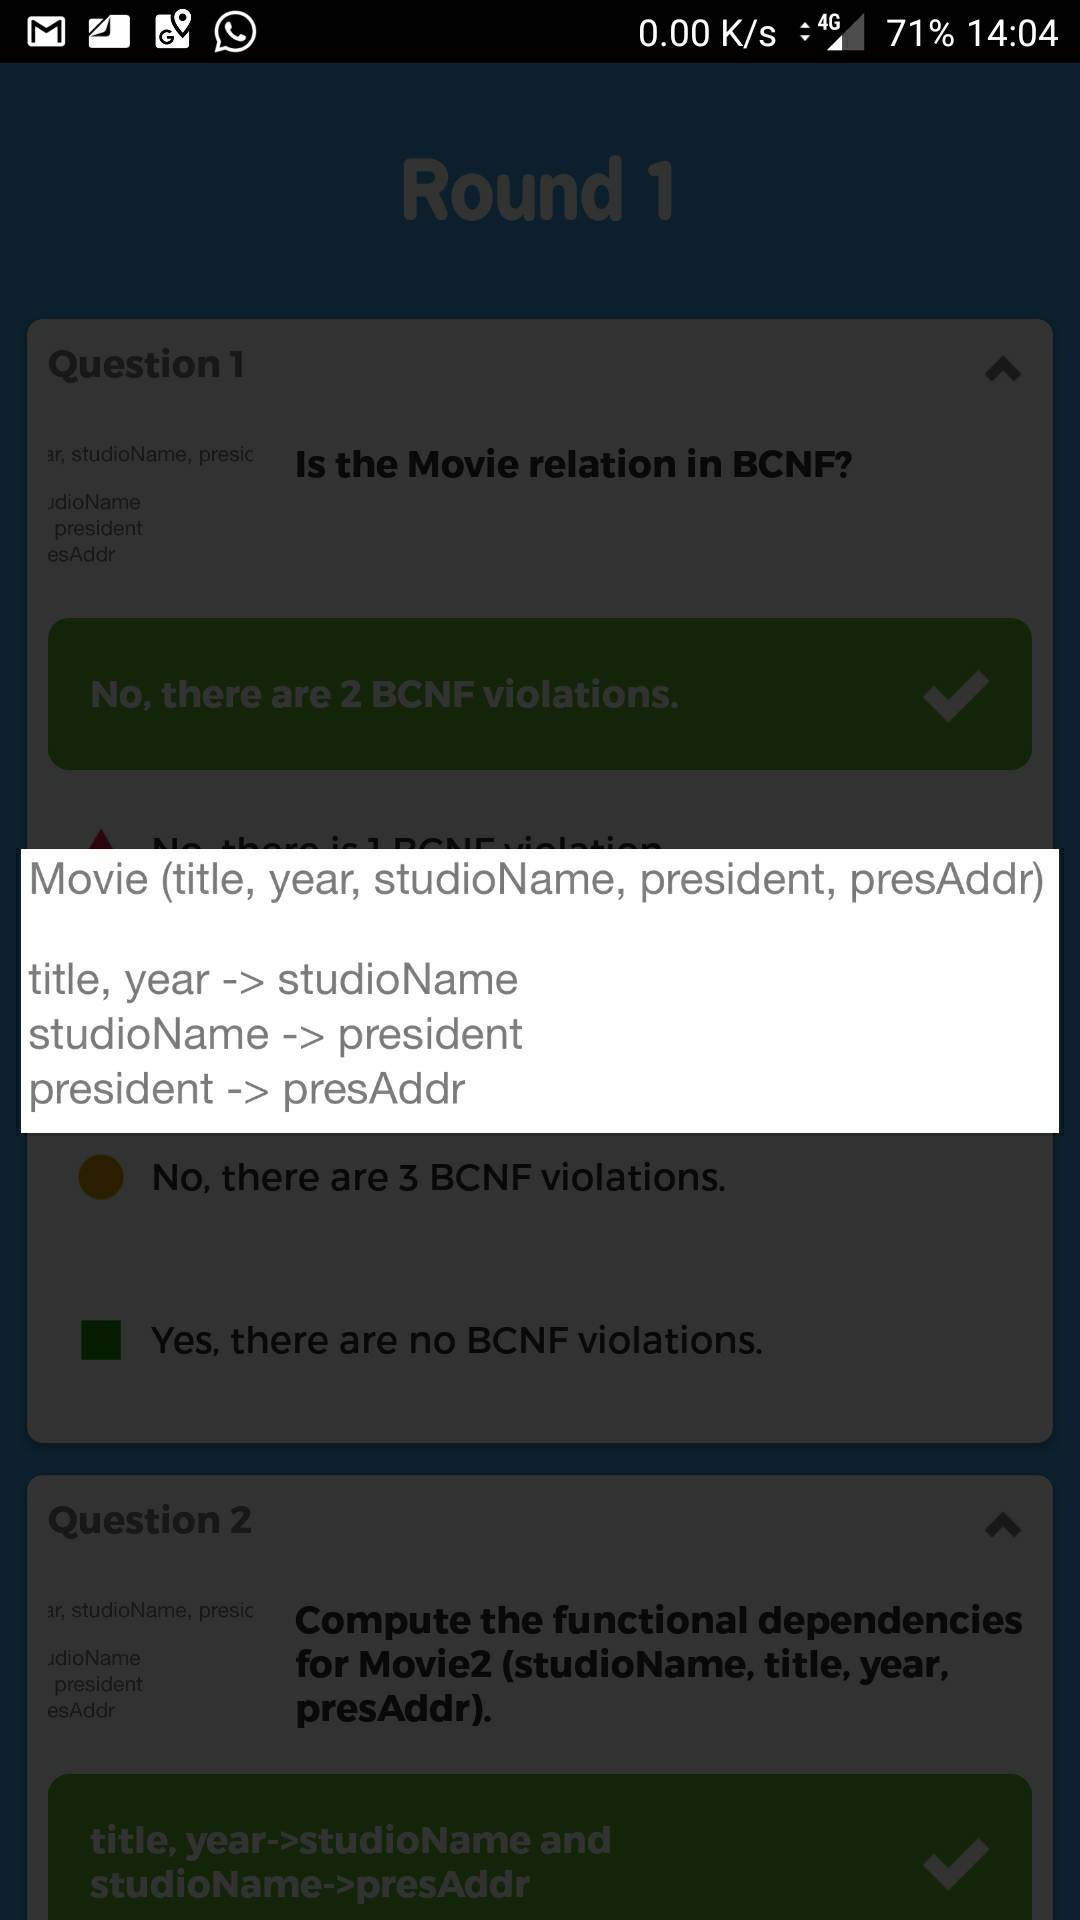 0.00 K/s 4G 71% 14:04
Round 1
Question 1
ar, studioName, presic
udioName
president
esAddr
Is the Movie relation in BCNF?
No, there are 2 BCNF violations.
No, there is 1 BCNF violation
Movie (title, year, studioName, president, presAddr)
title, year -> studioName
studioName -> president
president -> presAddr
No, there are 3 BCNF violations.
Yes, there are no BCNF violations.
Question 2
ar, studioName, presic
udioName
president
esAddr
Compute the functional dependencies
for Movie2 (studioName, title, year,
presAddr).
title, year->studioName and
studioName->presAddr